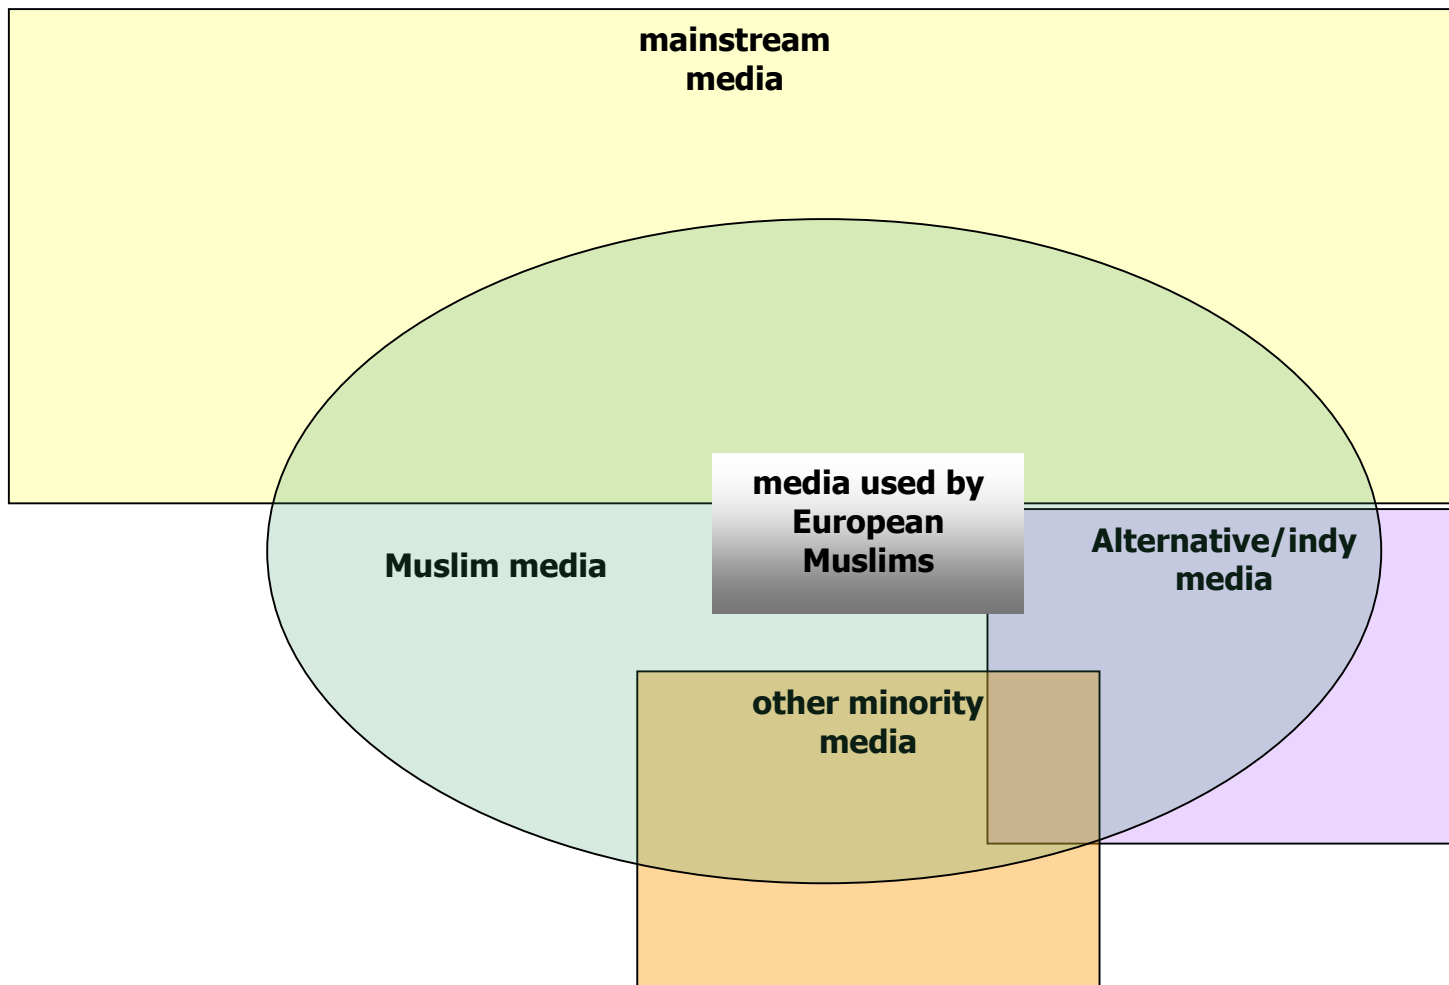 mainstream
media
media used by
European
Muslims
Muslim media
Alternative/indy
media
other minority
media